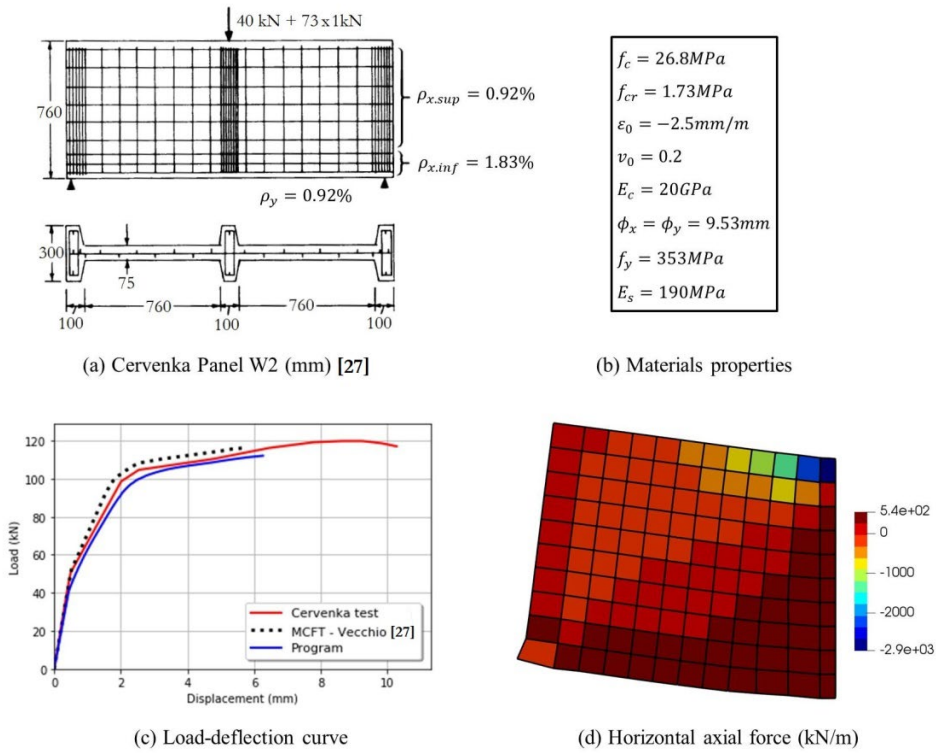 40 kN + 73 x1kN
760
ρx.sup = 0.92%
ρx.inf = 1.83%
ρy = 0.92%
300
75
760
760
100
100
100
(a) Cervenka Panel W2 (mm) [27]
fc = 26.8MPa
fcr = 1.73MPa
ε0 = −2.5mm/m
v0 = 0.2
Ec = 20GPa
ϕx = ϕy = 9.53mm
fy = 353MPa
Es = 190MPa
(b) Materials properties
120
100
80
60
40
20
0
Load (kN)
Cervenka test
MCFT - Vecchio [27]
Program
0
2
4
6
8
10
Displacement (mm)
(c) Load-deflection curve
5.4e+02
0
-1000
-2000
-2.9e+03
(d) Horizontal axial force (kN/m)